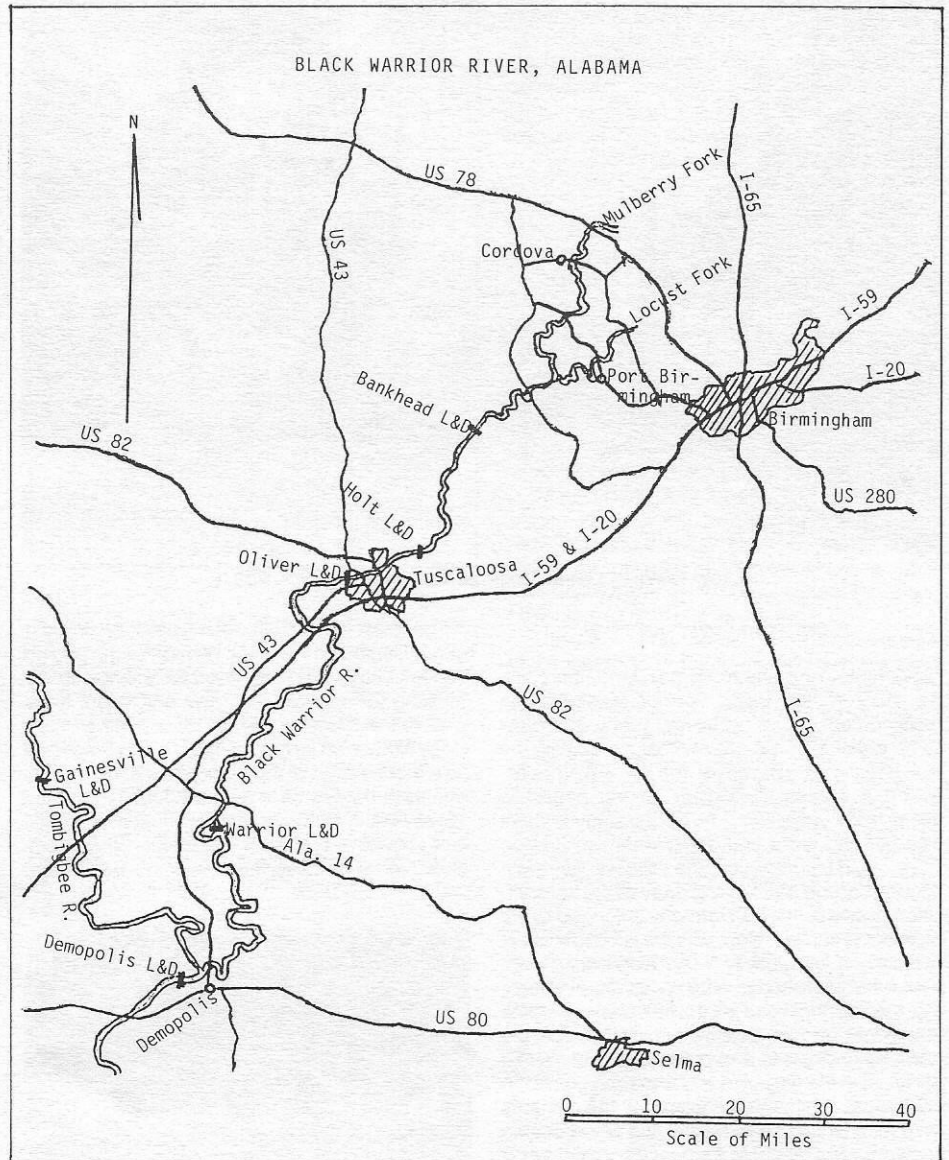 BLACK WARRIOR RIVER, ALABAMA
N
US 78
Mulberry Fork
I-65
US 43
Cordova
Locust Fork
I-59
I-20
Port Bir-
mingham
Bankhead L&D
Birmingham
US 82
US 280
Holt L&D
I-59 & I-20
Oliver L&D
Tuscaloosa
US 43
Black Warrior R.
US 82
I-65
Gainesville
L&D
Tombigbee R.
Warrior L&D
Ala. 14
Demopolis L&D
Demopolis
US 80
Selma
0 10 20 30 40
Scale of Miles